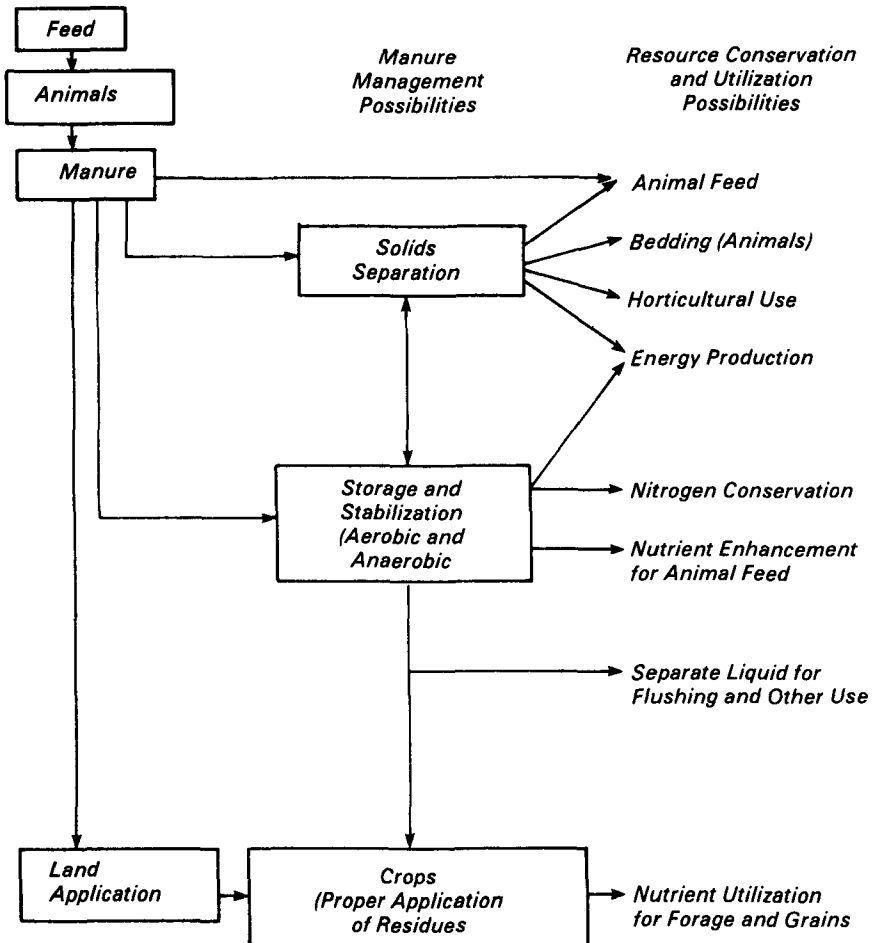 Feed
Animals
Manure
Manure
Management
Possibilities
Resource Conservation
and Utilization
Possibilities
Solids
Separation
Animal Feed
Bedding (Animals)
Horticultural Use
Energy Production
Storage and
Stabilization
(Aerobic and
Anaerobic
Nitrogen Conservation
Nutrient Enhancement
for Animal Feed
Separate Liquid for
Flushing and Other Use
Land
Application
Crops
(Proper Application
of Residues
Nutrient Utilization
for Forage and Grains